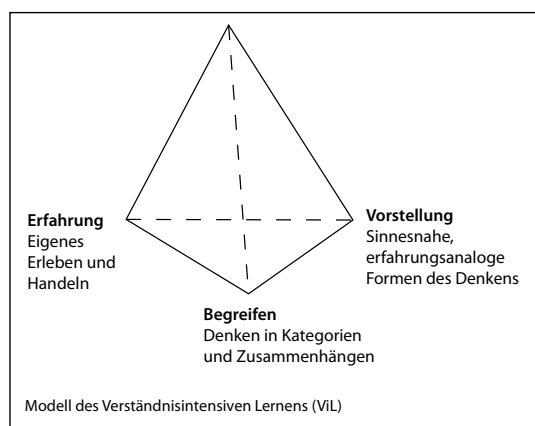 Erfahrung
Eigenes
Erleben und
Handeln
Vorstellung
Sinnesnahe,
erfahrungsanaloge
Formen des Denkens
Begreifen
Denken in Kategorien
und Zusammenhängen
Modell des Verständnisintensiven Lernens (ViL)